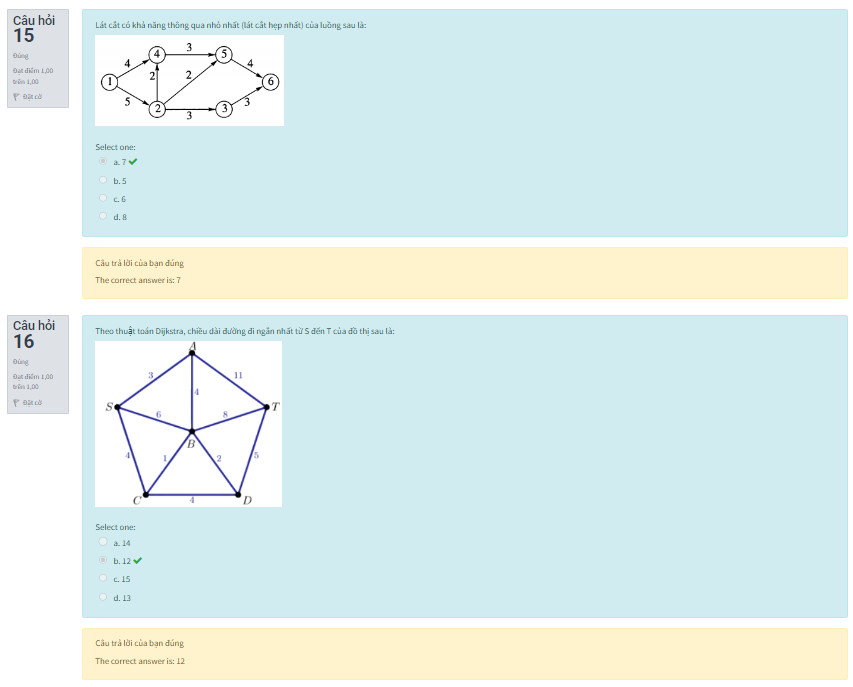 Câu hỏi
15
Đúng
Đạt điểm 1,00
trên 1,00
Đặt cờ
Lát cắt có khả năng thông qua nhỏ nhất (lát cắt hẹp nhất) của luồng sau là:
3
4
5
4
4
2
2
1
6
5
2
3
3
3
Select one:
a. 7
b. 5
c. 6
d. 8
Câu trả lời của bạn đúng
The correct answer is: 7
Câu hỏi
16
Đúng
Đạt điểm 1,00
trên 1,00
Đặt cờ
Theo thuật toán Dijkstra, chiều dài đường đi ngắn nhất từ S đến T của đồ thị sau là:
A
3
11
4
S
6
8
T
B
4
1
2
5
C
4
D
Select one:
a. 14
b. 12
c. 15
d. 13
Câu trả lời của bạn đúng
The correct answer is: 12